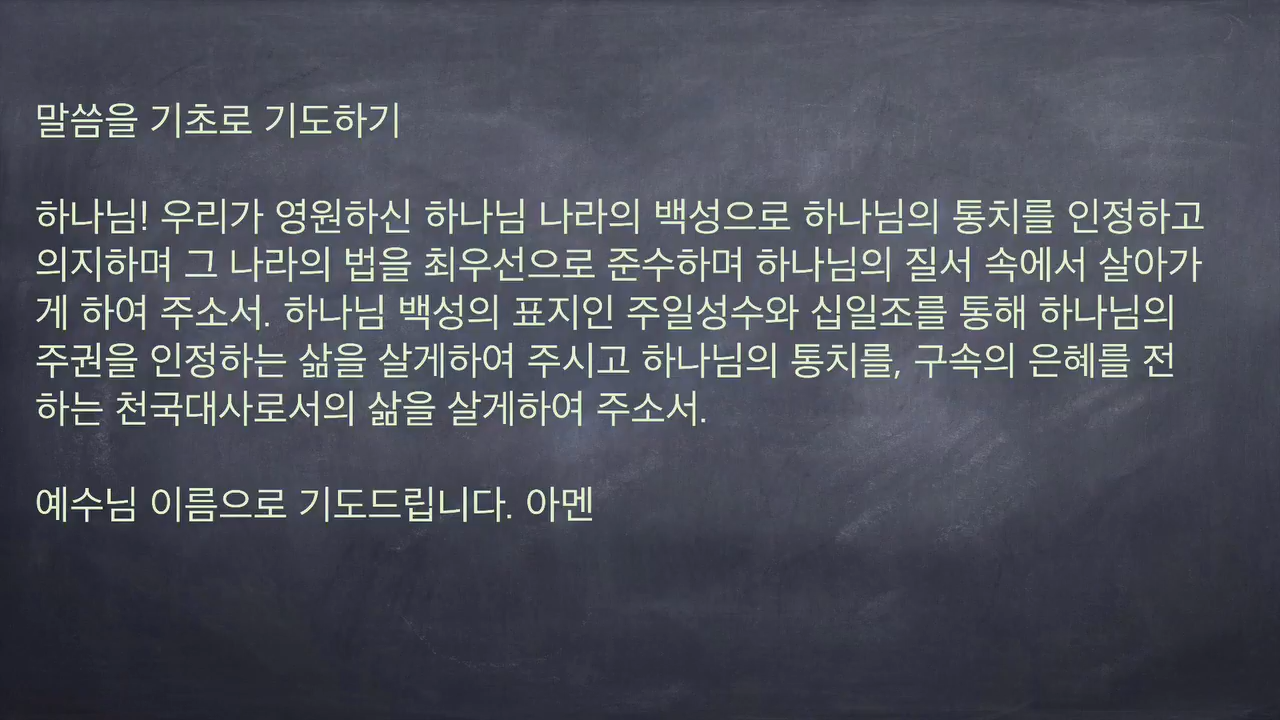 말씀을 기초로 기도하기
하나님! 우리가 영원하신 하나님 나라의 백성으로 하나님의 통치를 인정하고
의지하며 그 나라의 법을 최우선으로 준수하며 하나님의 질서 속에서 살아가
게 하여 주소서. 하나님 백성의 표지인 주일성수와 십일조를 통해 하나님의
주권을 인정하는 삶을 살게하여 주시고 하나님의 통치를, 구속의 은혜를 전
하는 천국대사로서의 삶을 살게하여 주소서.
예수님 이름으로 기도드립니다. 아멘